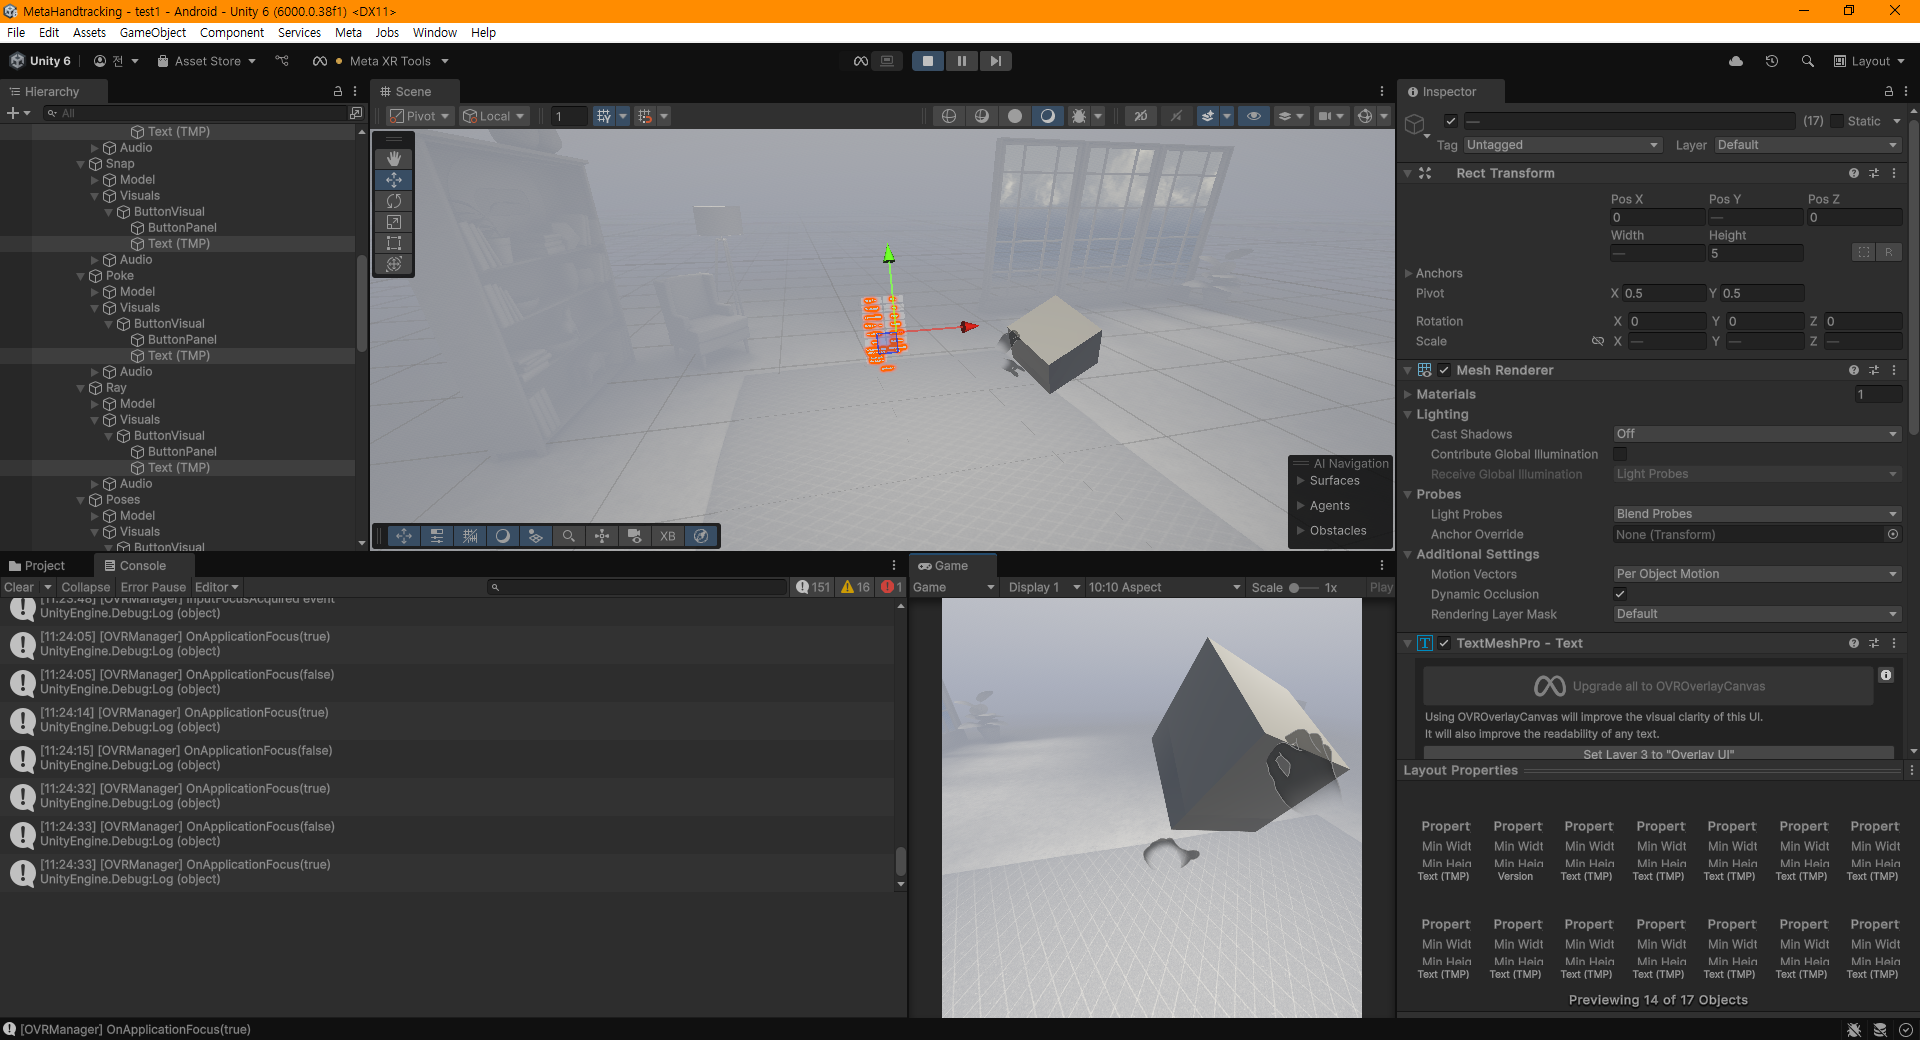 MetaHandtracking - test1 - Android - Unity 6 (6000.0.38f1) <DX11>
File Edit Assets GameObject Component Services Meta Jobs Window Help
Unity 6 전 Asset Store Meta XR Tools Layout
Hierarchy
All
Text (TMP)
Audio
Snap
Model
Visuals
ButtonVisual
ButtonPanel
Text (TMP)
Audio
Poke
Model
Visuals
ButtonVisual
ButtonPanel
Text (TMP)
Audio
Ray
Model
Visuals
ButtonVisual
ButtonPanel
Text (TMP)
Audio
Poses
Model
Visuals
ButtonVisual
Scene
Pivot Local 1 2D
AI Navigation
Surfaces
Agents
Obstacles
XB
Project Console
Clear Collapse Error Pause Editor 151 16 1
[11:23:48] InputFocusAcquired event
UnityEngine.Debug:Log (object)
[11:24:05] [OVRManager] OnApplicationFocus(true)
UnityEngine.Debug:Log (object)
[11:24:05] [OVRManager] OnApplicationFocus(false)
UnityEngine.Debug:Log (object)
[11:24:14] [OVRManager] OnApplicationFocus(true)
UnityEngine.Debug:Log (object)
[11:24:15] [OVRManager] OnApplicationFocus(false)
UnityEngine.Debug:Log (object)
[11:24:32] [OVRManager] OnApplicationFocus(true)
UnityEngine.Debug:Log (object)
[11:24:33] [OVRManager] OnApplicationFocus(false)
UnityEngine.Debug:Log (object)
[11:24:33] [OVRManager] OnApplicationFocus(true)
UnityEngine.Debug:Log (object)
[OVRManager] OnApplicationFocus(true)
Game
Game Display 1 10:10 Aspect Scale 1x Play
Inspector
— (17) Static
Tag Untagged Layer Default
Rect Transform
Pos X Pos Y Pos Z
0 — 0
Width Height
— 5 R
Anchors
Pivot X 0.5 Y 0.5
Rotation X 0 Y 0 Z 0
Scale X — Y — Z —
Mesh Renderer
Materials 1
Lighting
Cast Shadows Off
Contribute Global Illumination
Receive Global Illumination Light Probes
Probes
Light Probes Blend Probes
Anchor Override None (Transform)
Additional Settings
Motion Vectors Per Object Motion
Dynamic Occlusion
Rendering Layer Mask Default
TextMeshPro - Text
Upgrade all to OVROverlayCanvas
Using OVROverlayCanvas will improve the visual clarity of this UI.
It will also improve the readability of any text.
Set Layer 3 to "Overlay UI"
Layout Properties
Propert Propert Propert Propert Propert Propert Propert
Min Widt Min Widt Min Widt Min Widt Min Widt Min Widt Min Widt
Min Heig Min Heig Min Heig Min Heig Min Heig Min Heig Min Heig
Text (TMP) Version Text (TMP) Text (TMP) Text (TMP) Text (TMP) Text (TMP)
Propert Propert Propert Propert Propert Propert Propert
Min Widt Min Widt Min Widt Min Widt Min Widt Min Widt Min Widt
Min Heig Min Heig Min Heig Min Heig Min Heig Min Heig Min Heig
Text (TMP) Text (TMP) Text (TMP) Text (TMP) Text (TMP) Text (TMP) Text (TMP)
Previewing 14 of 17 Objects